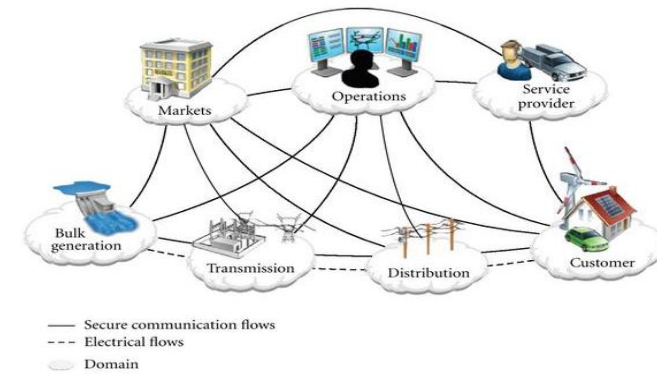 Markets
Operations
Service
provider
Bulk
generation
Transmission
Distribution
Customer
Secure communication flows
Electrical flows
Domain